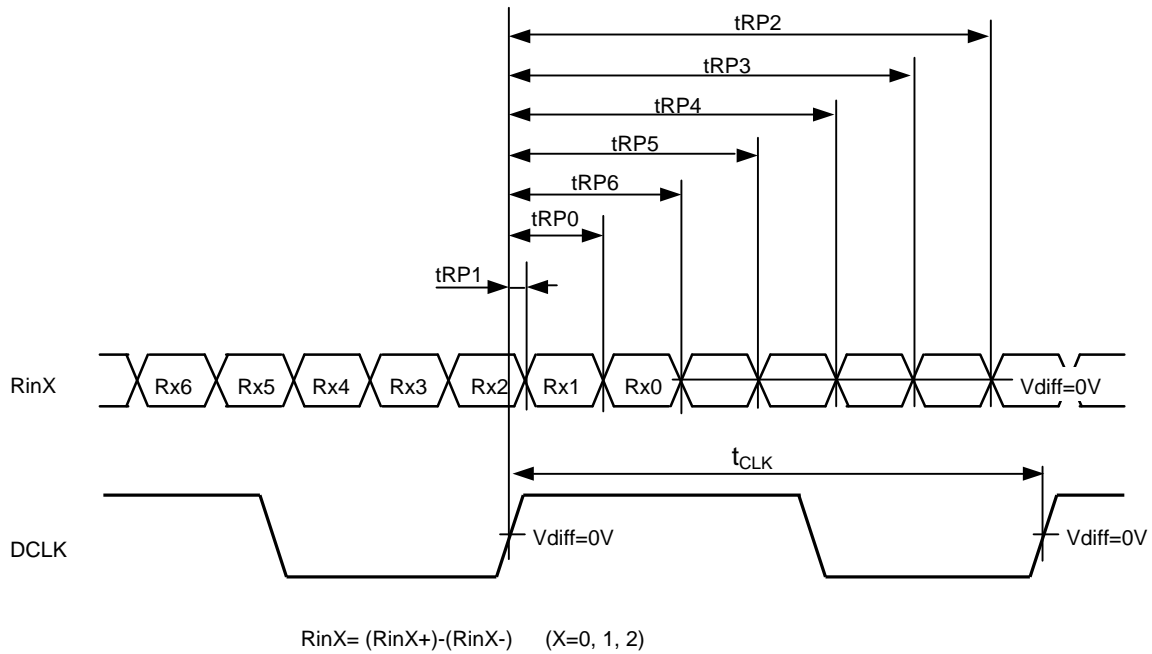 tRP2
tRP3
tRP4
tRP5
tRP6
tRP0
tRP1
RinX Rx6 Rx5 Rx4 Rx3 Rx2 Rx1 Rx0 Vdiff=0V
tCLK
DCLK Vdiff=0V Vdiff=0V
RinX= (RinX+)-(RinX-) (X=0, 1, 2)